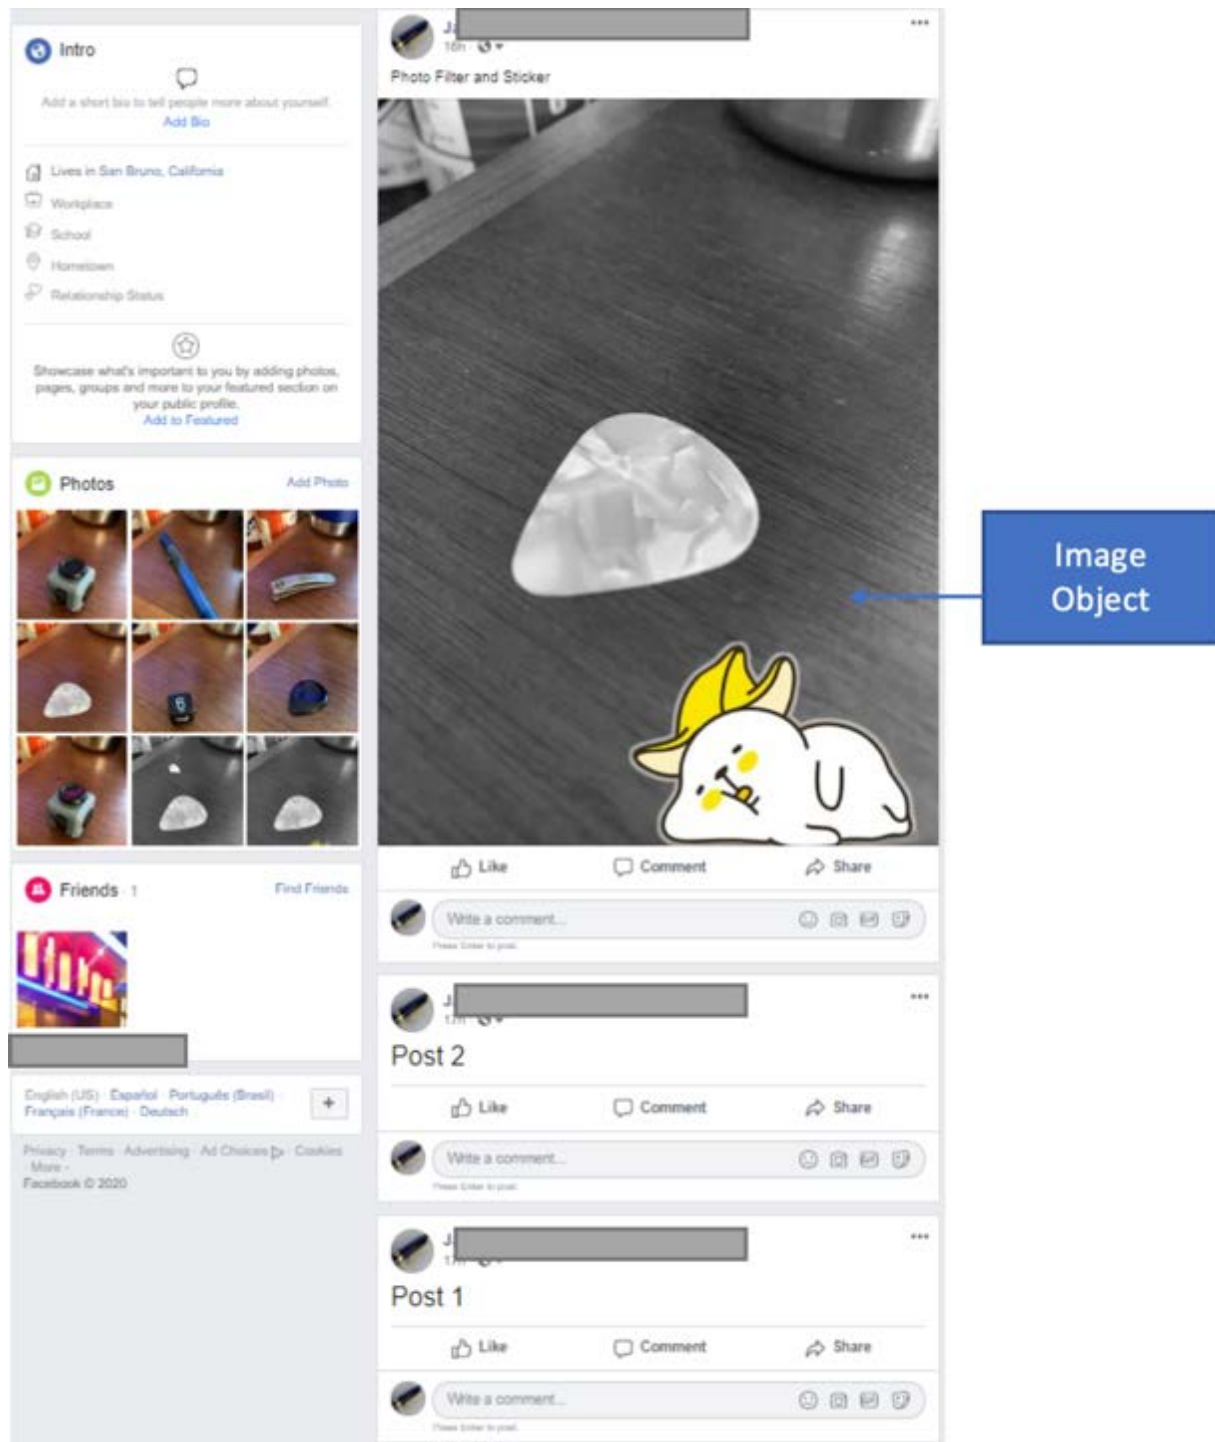 Intro
Add a short bio to tell people more about yourself.
Add Bio
Lives in San Bruno, California
Workplace
School
Hometown
Relationship Status
Showcase what's important to you by adding photos,
pages, groups and more to your featured section on
your public profile.
Add to Featured
Photos
Add Photo
Friends · 1
Find Friends
English (US) · Español · Português (Brasil) ·
Français (France) · Deutsch
+
Privacy · Terms · Advertising · Ad Choices · Cookies
· More ·
Facebook © 2020
16h
Photo Filter and Sticker
Like
Comment
Share
Write a comment...
Press Enter to post.
17h
Post 2
Like
Comment
Share
Write a comment...
Press Enter to post.
17h
Post 1
Like
Comment
Share
Write a comment...
Press Enter to post.
Image
Object